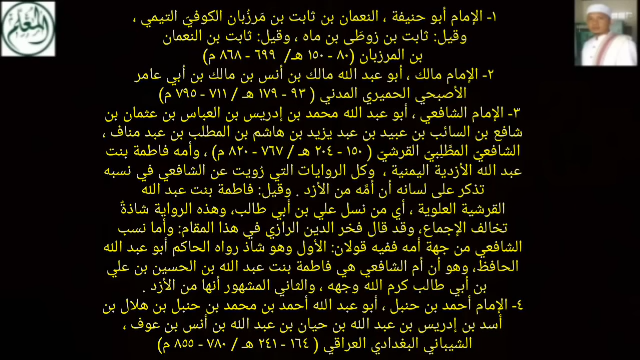 ١- الإمام أبو حنيفة ، النعمان بن ثابت بن مَرزُبان الكوفيّ التيمي ،
وقيل: ثابت بن زوطَى بن ماه ، وقيل: ثابت بن النعمان
بن المرزبان (٨٠ - ١٥٠ هـ/ ٦٩٩ - ٨٦٨ م)
٢- الإمام مالك ، أبو عبد الله مالك بن أنس بن مالك بن أبي عامر
الأصبحي الحميري المدني ( ٩٣ - ١٧٩ هـ / ٧١١ - ٧٩٥ م)
٣- الإمام الشافعي ، أبو عبد الله محمد بن إدريس بن العباس بن عثمان بن
شافع بن السائب بن عبيد بن عبد يزيد بن هاشم بن المطلب بن عبد مناف ،
الشافعيّ المطَّلِبيّ القرشيّ ( ١٥٠ - ٢٠٤ هـ / ٧٦٧ - ٨٢٠ م) ، وأمه فاطمة بنت
عبد الله الأزدية اليمنية ، وكل الروايات التي رُويت عن الشافعي في نسبه
تذكر على لسانه أن أمَّه من الأزد . وقيل: فاطمة بنت عبد الله
القرشية العلوية ، أي من نسل علي بن أبي طالب، وهذه الرواية شاذةٌ
تخالف الإجماع، وقد قال فخر الدين الرازي في هذا المقام: وأما نسب
الشافعي من جهة أمه ففيه قولان: الأول وهو شاذ رواه الحاكم أبو عبد الله
الحافظ، وهو أن أم الشافعي هي فاطمة بنت عبد الله بن الحسين بن علي
بن أبي طالب كرم الله وجهه ، والثاني المشهور أنها من الأزد .
٤- الإمام أحمد بن حنبل ، أبو عبد الله أحمد بن محمد بن حنبل بن هلال بن
أسد بن إدريس بن عبد الله بن حيان بن عبد الله بن أنس بن عوف ،
الشيباني البغدادي العراقي ( ١٦٤ - ٢٤١ هـ / ٧٨٠ - ٨٥٥ م)